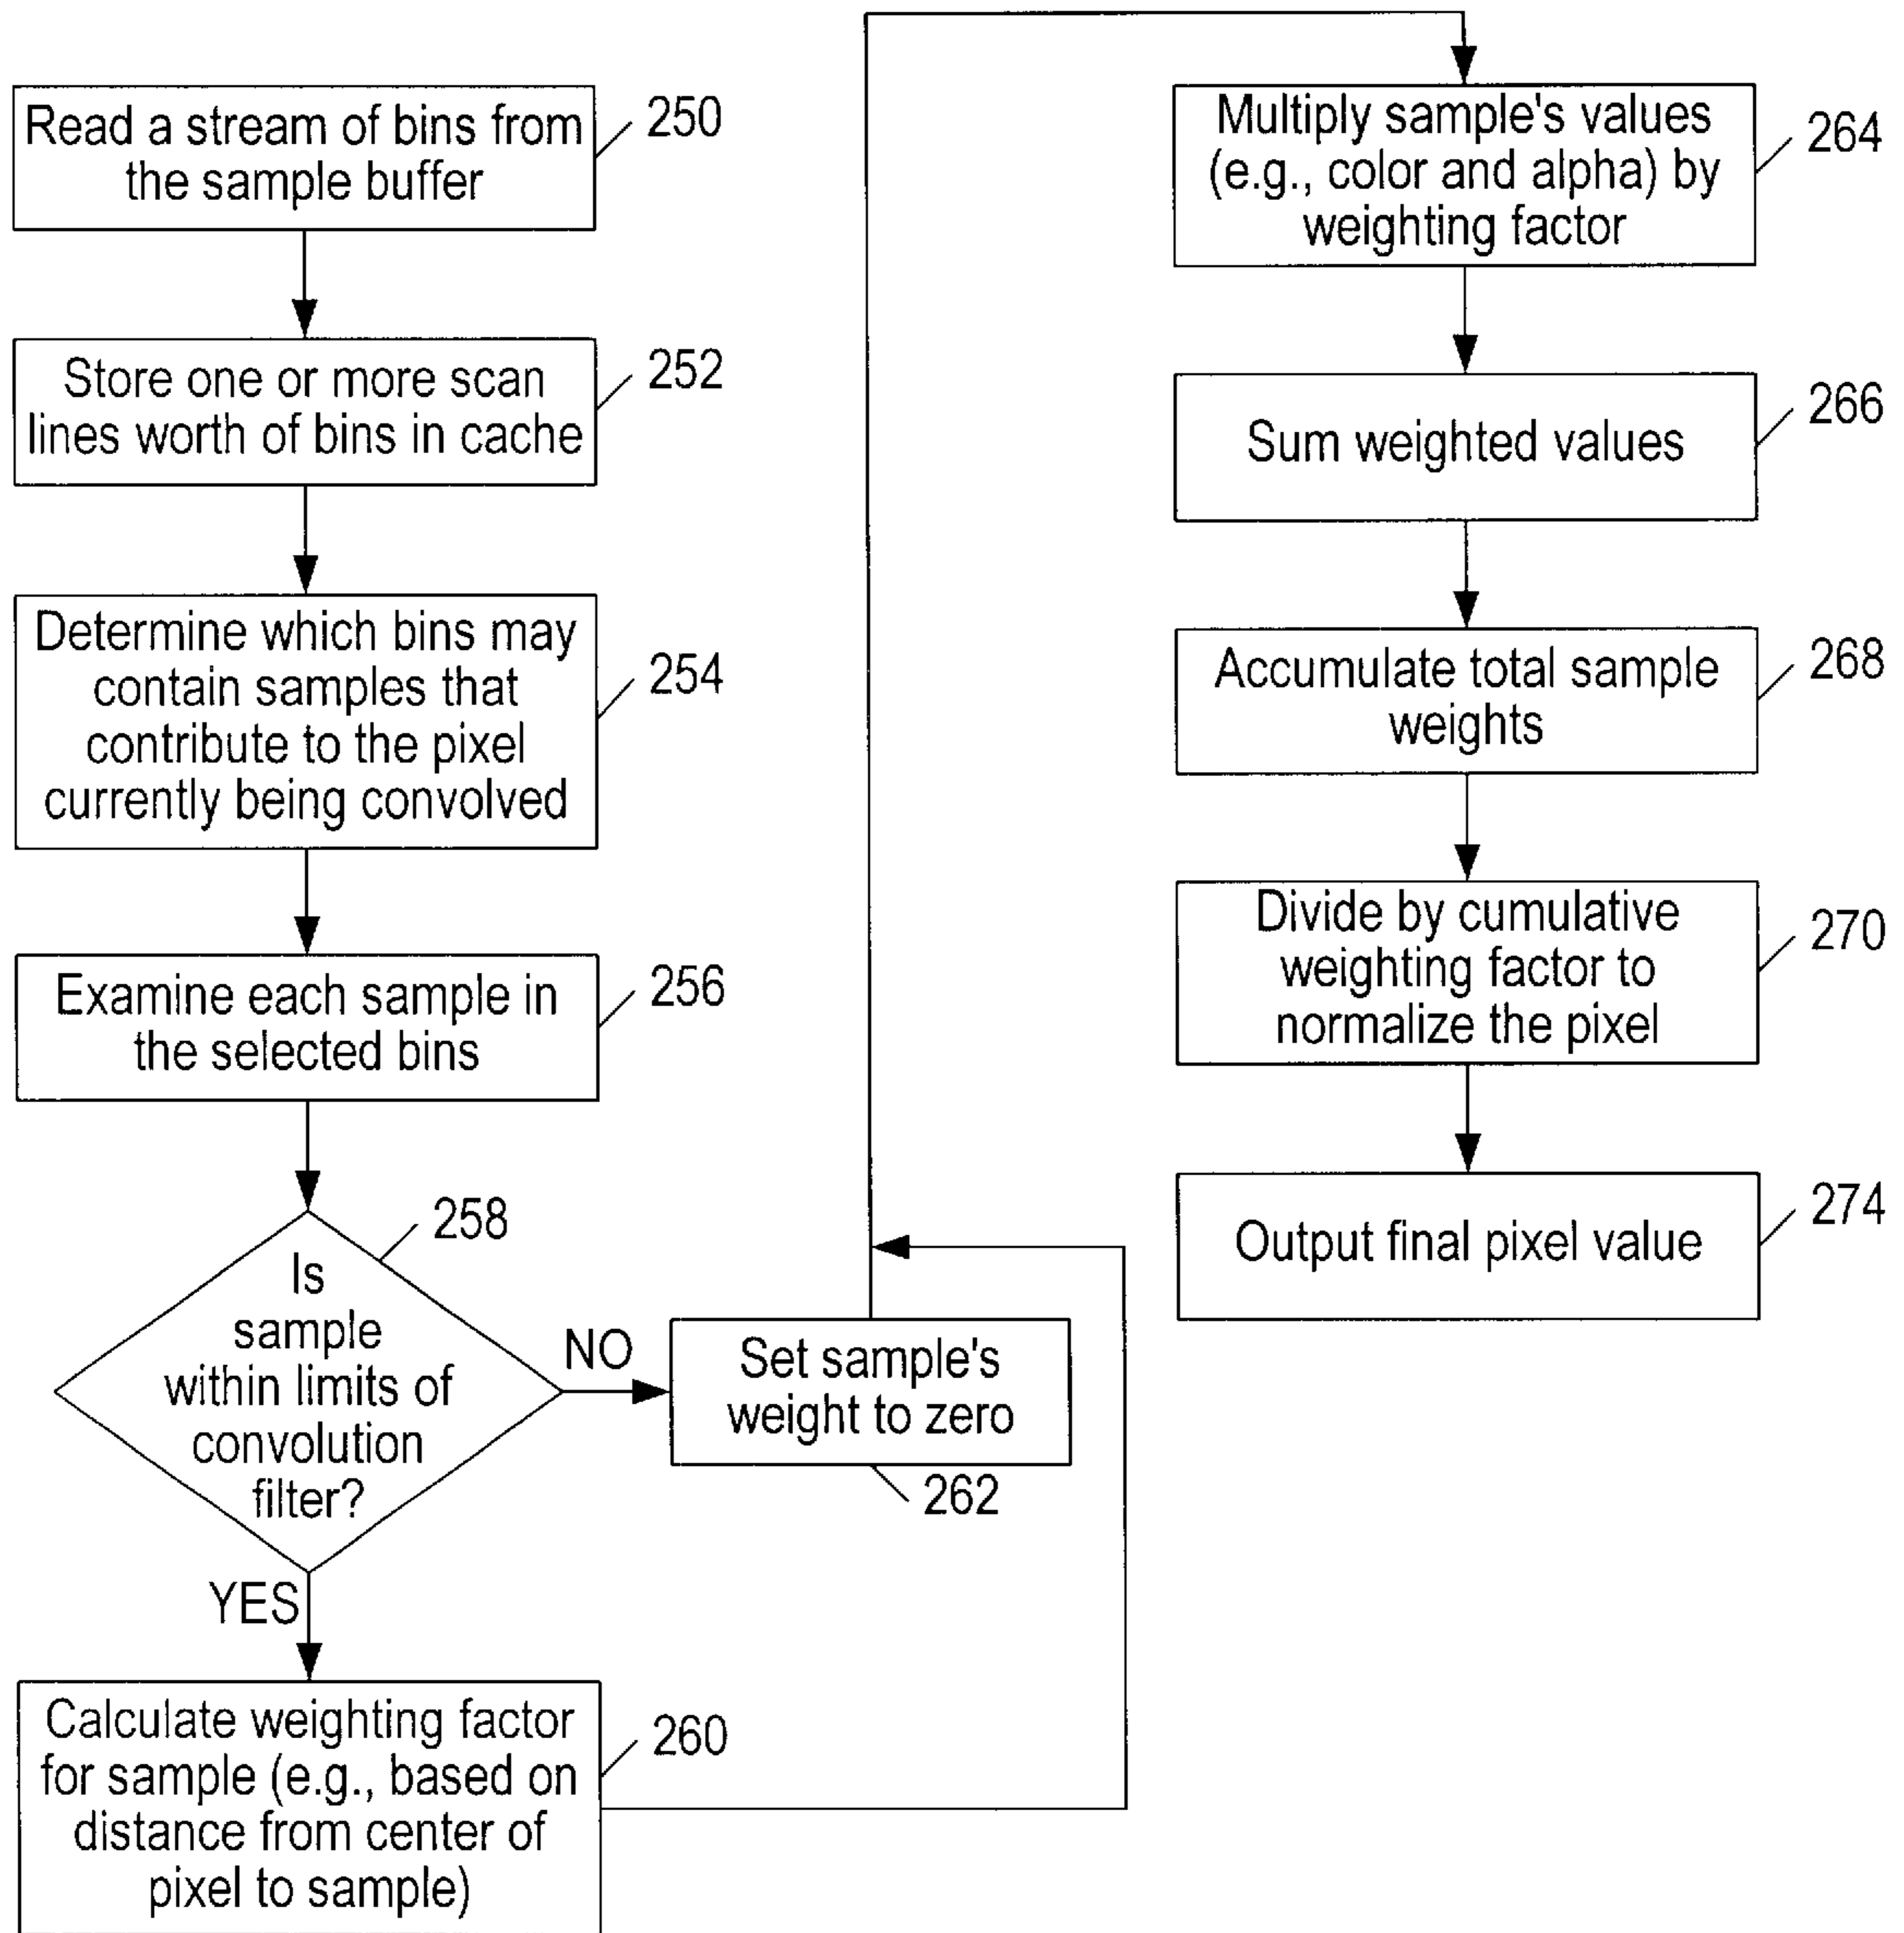 Read a stream of bins from
the sample buffer
250
Store one or more scan
lines worth of bins in cache
252
Determine which bins may
contain samples that
contribute to the pixel
currently being convolved
254
Examine each sample in
the selected bins
256
258
Is
sample
within limits of
convolution
filter?
NO
Set sample's
weight to zero
262
YES
Calculate weighting factor
for sample (e.g., based on
distance from center of
pixel to sample)
260
Multiply sample's values
(e.g., color and alpha) by
weighting factor
264
Sum weighted values
266
Accumulate total sample
weights
268
Divide by cumulative
weighting factor to
normalize the pixel
270
Output final pixel value
274